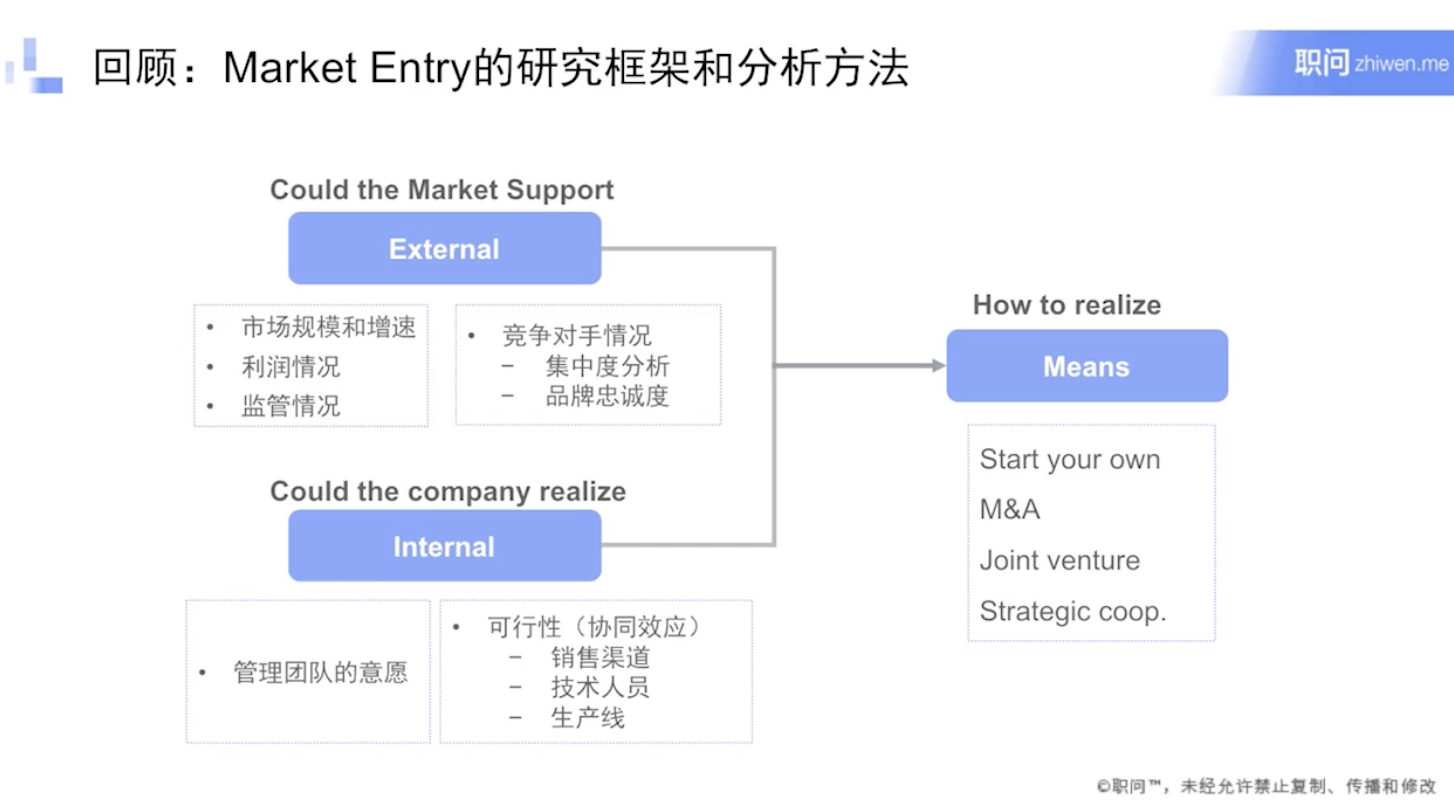 回顾：Market Entry的研究框架和分析方法
职问 zhiwen.me
Could the Market Support
External
• 市场规模和增速
• 利润情况
• 监管情况
• 竞争对手情况
– 集中度分析
– 品牌忠诚度
Could the company realize
Internal
• 管理团队的意愿
• 可行性（协同效应）
– 销售渠道
– 技术人员
– 生产线
How to realize
Means
Start your own
M&A
Joint venture
Strategic coop.
©职问™，未经允许禁止复制、传播和修改